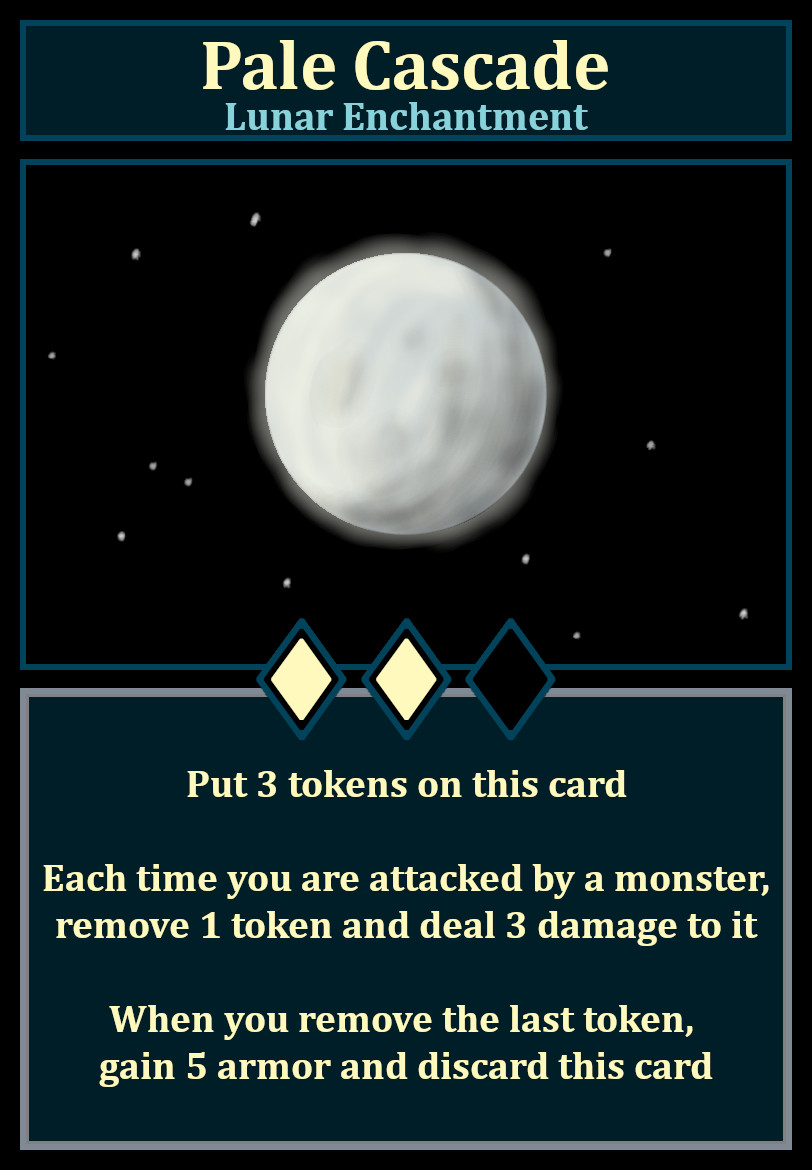 Pale Cascade
Lunar Enchantment
Put 3 tokens on this card
Each time you are attacked by a monster,
remove 1 token and deal 3 damage to it
When you remove the last token,
gain 5 armor and discard this card